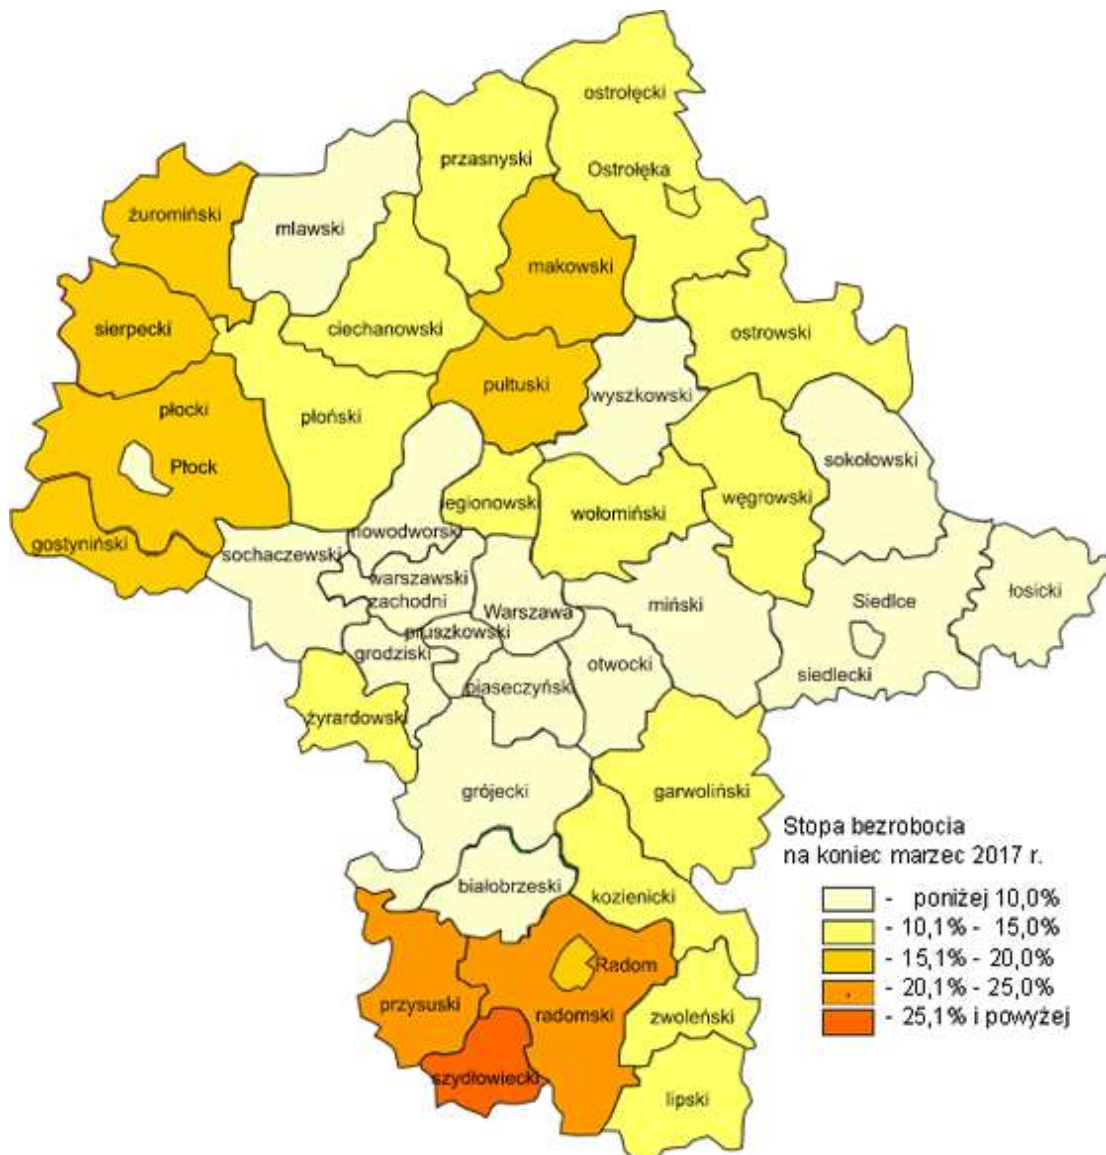 ostrołęcki
przasnyski
Ostrołęka
żuromiński
mławski
makowski
sierpecki
ciechanowski
ostrowski
pułtuski
wyszkowski
płocki
płoński
sokołowski
Płock
legionowski
węgrowski
wołomiński
nowodworski
gostyniński
sochaczewski
warszawski
zachodni
Warszawa
miński
Siedlce
łosicki
pruszkowski
grodziski
otwocki
siedlecki
piaseczyński
żyrardowski
grójecki
garwoliński
Stopa bezrobocia
na koniec marzec 2017 r.
białobrzeski
kozienicki
- poniżej 10,0%
- 10,1% - 15,0%
- 15,1% - 20,0%
- 20,1% - 25,0%
- 25,1% i powyżej
Radom
przysuski
radomski
zwoleński
szydłowiecki
lipski